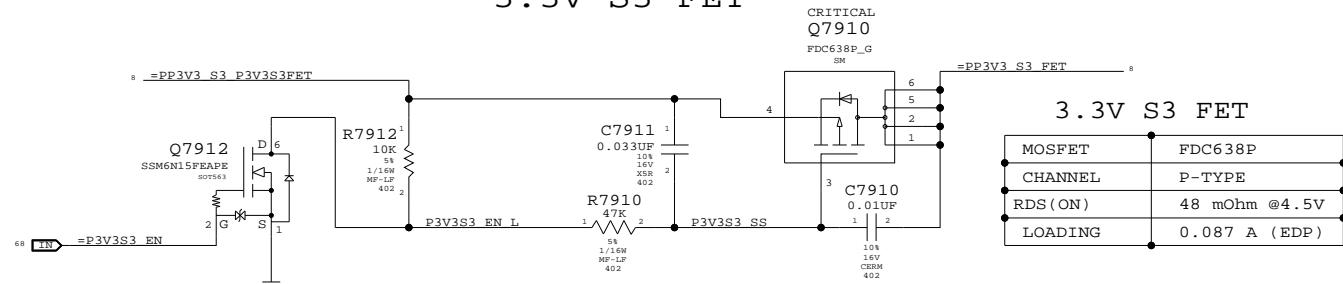 3.3V S3 FET
CRITICAL
Q7910
FDC638P_G
SM
8 =PP3V3_S3_P3V3S3FET
=PP3V3_S3_FET 8
6
5
2
1
4
3
3.3V S3 FET
MOSFET FDC638P
CHANNEL P-TYPE
RDS(ON) 48 mOhm @4.5V
LOADING 0.087 A (EDP)
Q7912
SSM6N15FEAPE
SOT563
D 6
2 G S 1
R7912 1
10K
5%
1/16W
MF-LF
402 2
C7911 1
0.033UF
10%
16V
X5R 2
402
R7910
1 47K 2
5%
1/16W
MF-LF
402
C7910
0.01UF
1 2
10%
16V
CERM
402
P3V3S3_EN_L
P3V3S3_SS
68 IN =P3V3S3_EN